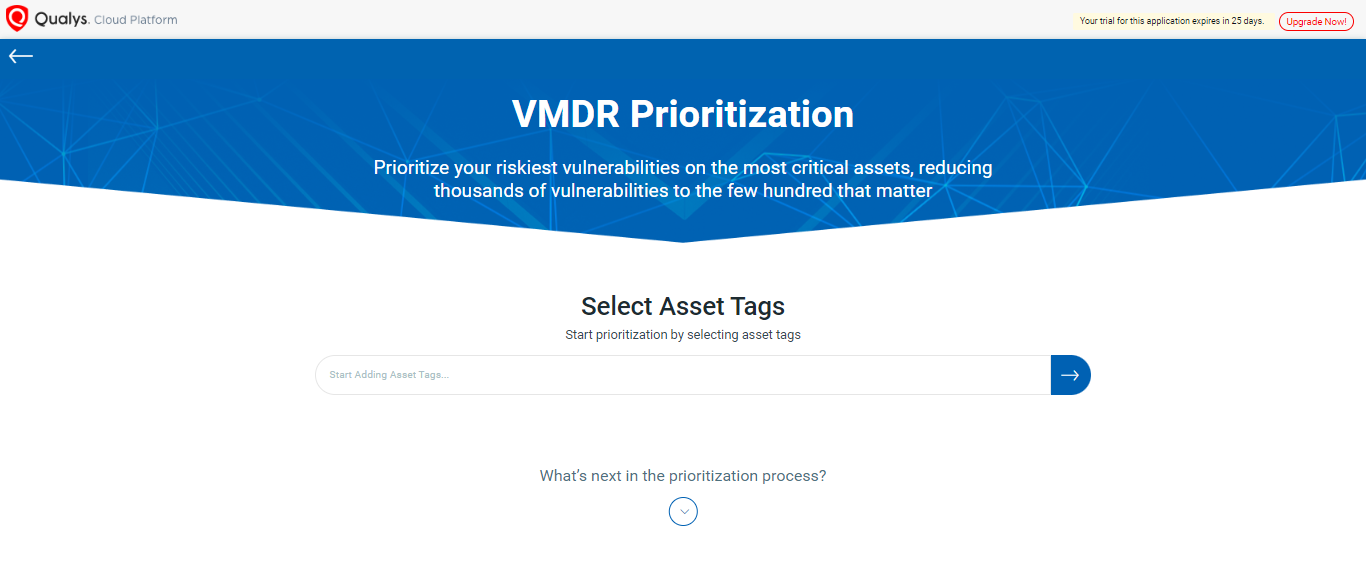 Qualys. Cloud Platform
Your trial for this application expires in 25 days.
Upgrade Now!
VMDR Prioritization
Prioritize your riskiest vulnerabilities on the most critical assets, reducing
thousands of vulnerabilities to the few hundred that matter
Select Asset Tags
Start prioritization by selecting asset tags
Start Adding Asset Tags...
What's next in the prioritization process?